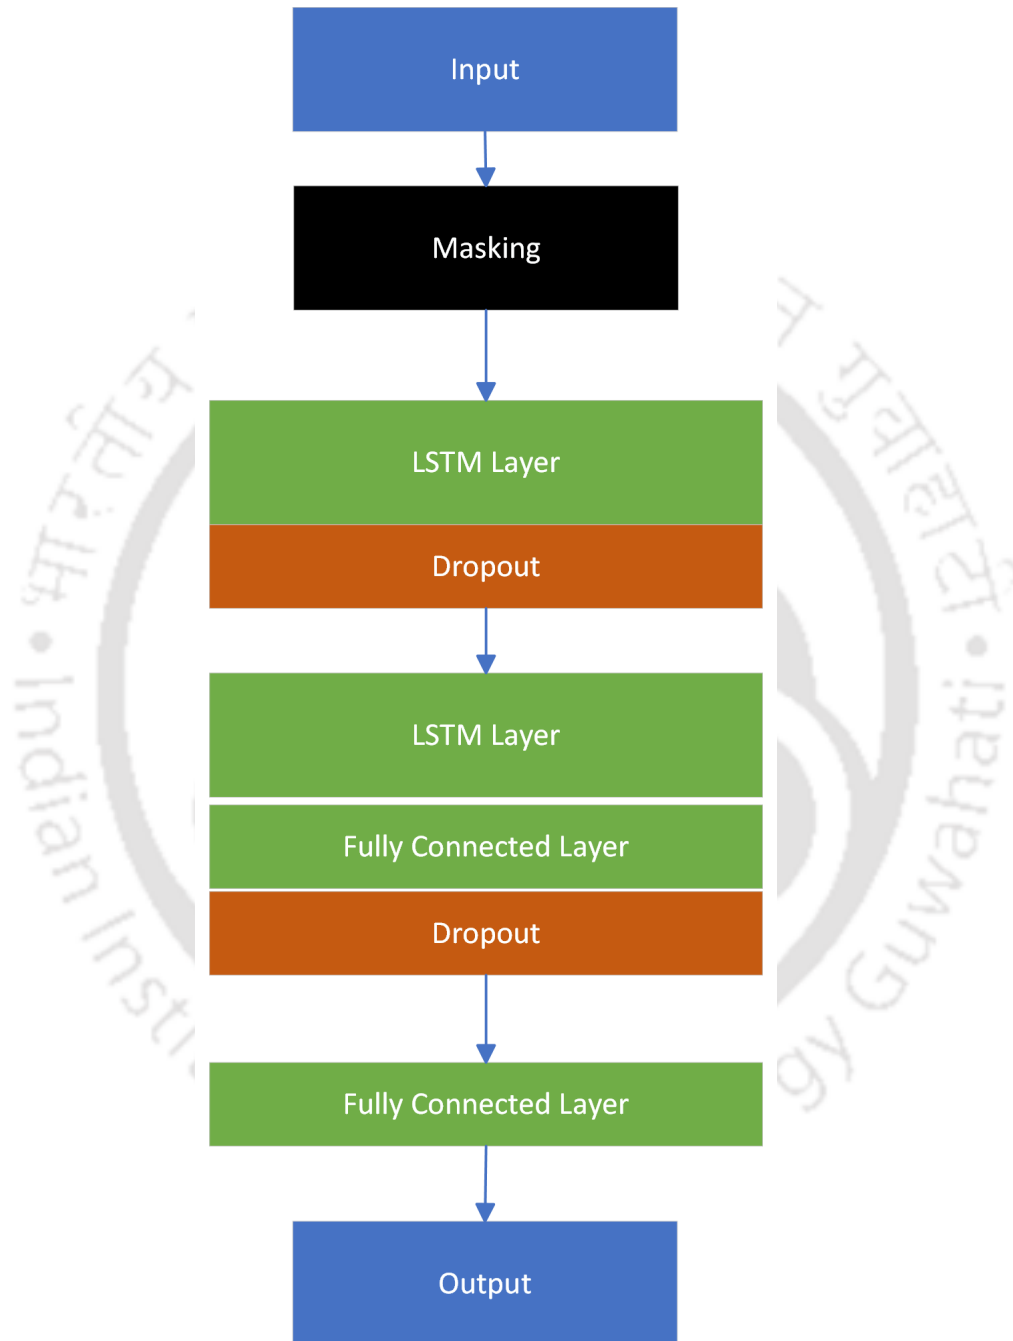 Input
Masking
LSTM Layer
Dropout
LSTM Layer
Fully Connected Layer
Dropout
Fully Connected Layer
Output
भारतीय
गुवाहाटी
Indian Insti
gy Guwahati